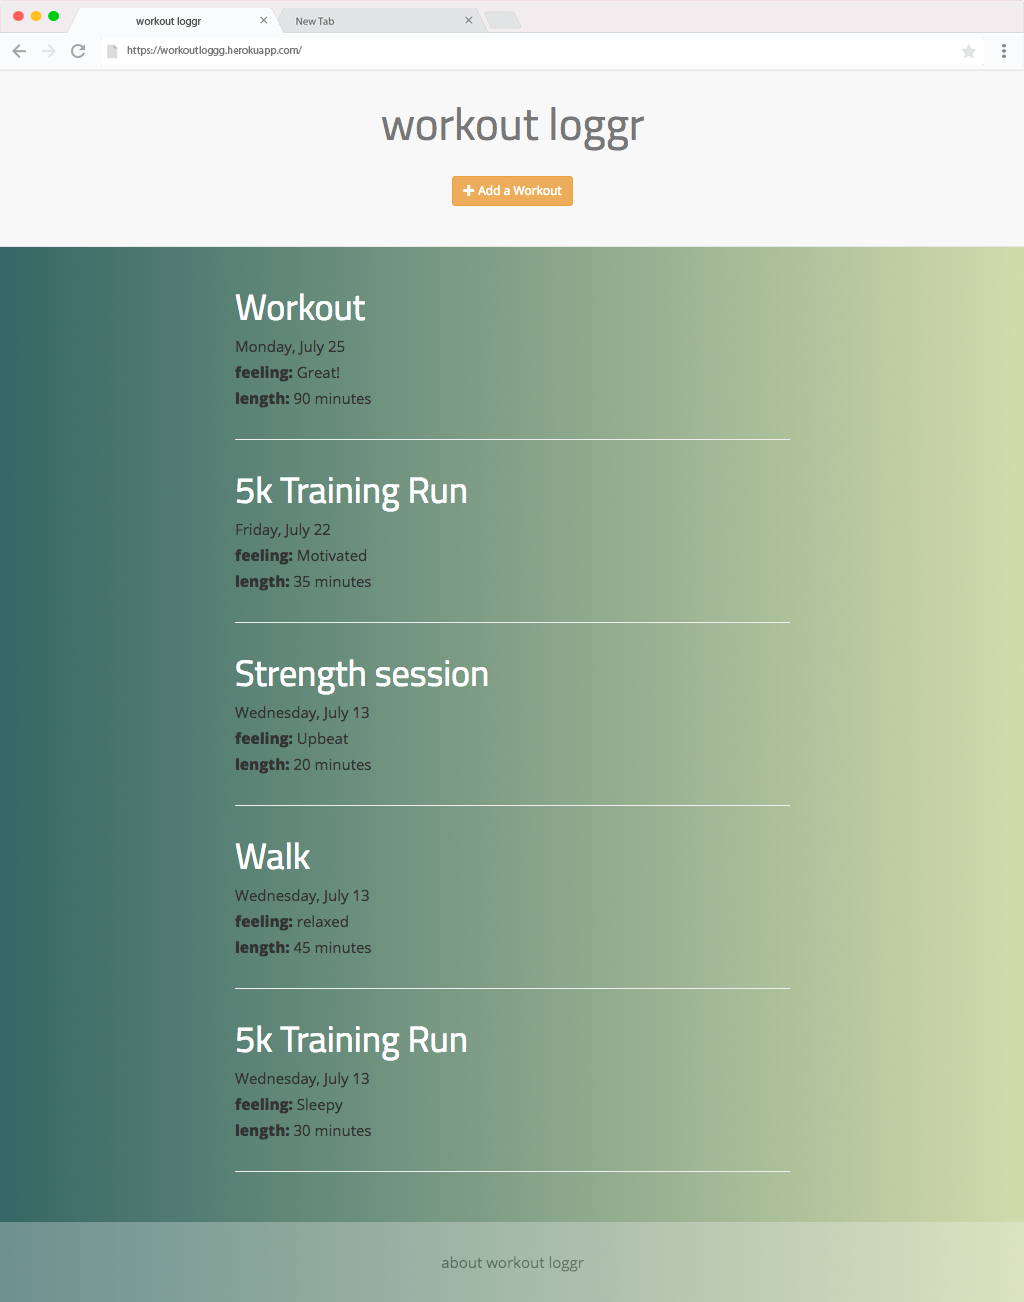 workout loggr
New Tab
https://workoutloggg.herokuapp.com/
workout loggr
Add a Workout
Workout
Monday, July 25
feeling: Great!
length: 90 minutes
5k Training Run
Friday, July 22
feeling: Motivated
length: 35 minutes
Strength session
Wednesday, July 13
feeling: Upbeat
length: 20 minutes
Walk
Wednesday, July 13
feeling: relaxed
length: 45 minutes
5k Training Run
Wednesday, July 13
feeling: Sleepy
length: 30 minutes
about workout loggr